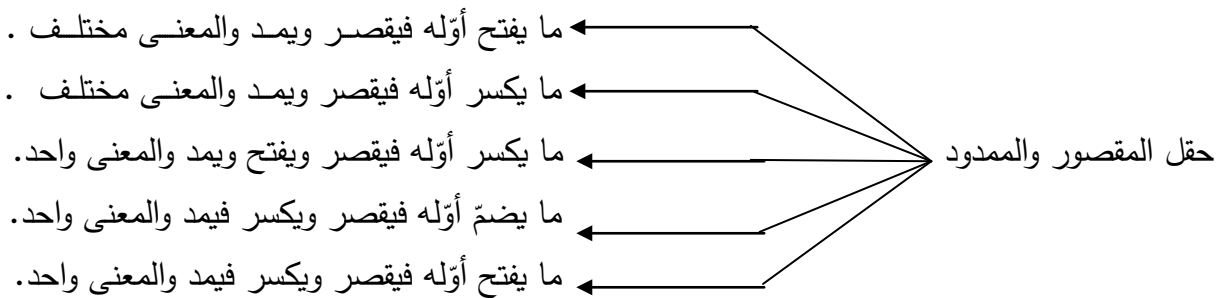 ما يفتح أوّله فيقصر ويمد والمعنى مختلف .
ما يكسر أوّله فيقصر ويمد والمعنى مختلف .
حقل المقصور والممدود
ما يكسر أوّله فيقصر ويفتح ويمد والمعنى واحد.
ما يضمّ أوّله فيقصر ويكسر فيمد والمعنى واحد.
ما يفتح أوّله فيقصر ويكسر فيمد والمعنى واحد.